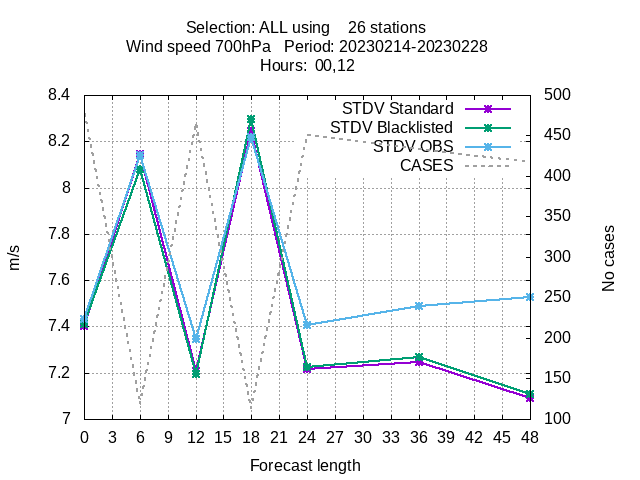 Selection: ALL using    26 stations
Wind speed 700hPa   Period: 20230214-20230228
Hours:  00,12
STDV Standard
STDV Blacklisted
STDV OBS
CASES
8.4
8.2
8
7.8
7.6
7.4
7.2
7
500
450
400
350
300
250
200
150
100
0 3 6 9 12 15 18 21 24 27 30 33 36 39 42 45 48
m/s
No cases
Forecast length